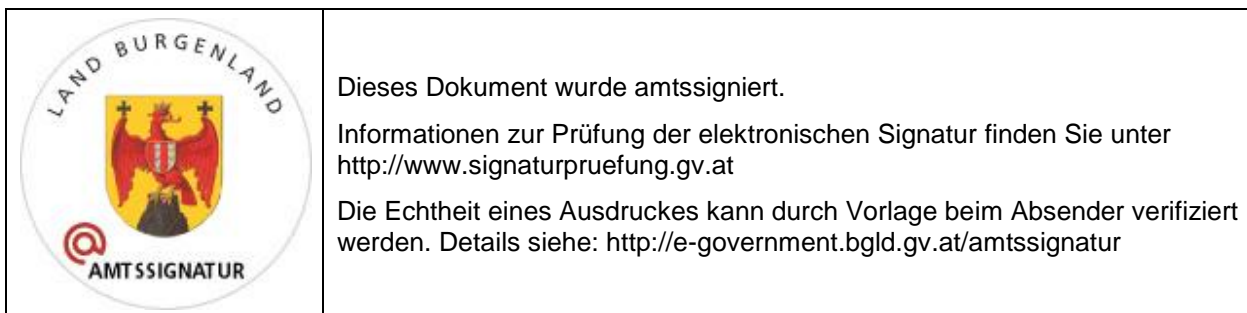 LAND BURGENLAND
@
AMTSSIGNATUR
Dieses Dokument wurde amtssigniert.
Informationen zur Prüfung der elektronischen Signatur finden Sie unter
http://www.signaturpruefung.gv.at
Die Echtheit eines Ausdruckes kann durch Vorlage beim Absender verifiziert
werden. Details siehe: http://e-government.bgld.gv.at/amtssignatur